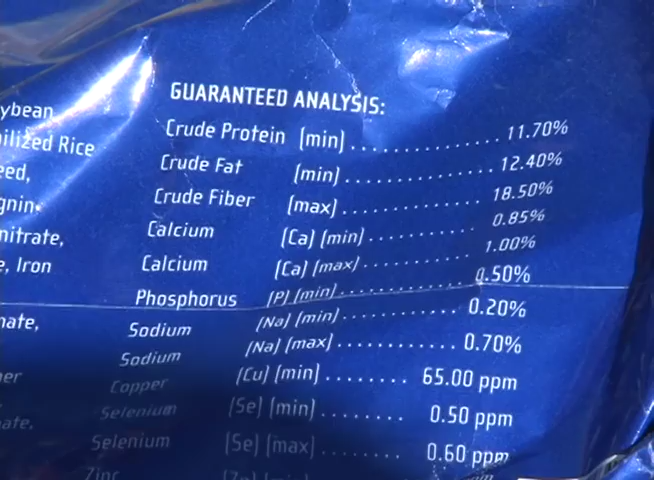 GUARANTEED ANALYSIS:
Crude Protein (min) 11.70%
Crude Fat (min) 12.40%
Crude Fiber (max) 18.50%
Calcium (Ca) (min) 0.85%
Calcium (Ca) (max) 1.00%
Phosphorus (P) (min) 0.50%
Sodium (Na) (min) 0.20%
Sodium (Na) (max) 0.70%
Copper (Cu) (min) 65.00 ppm
Selenium (Se) (min) 0.50 ppm
Selenium (Se) (max) 0.60 ppm
Zinc
ybean
ilized Rice
eed,
gnin,
nitrate,
e, Iron
nate,
er
ate.